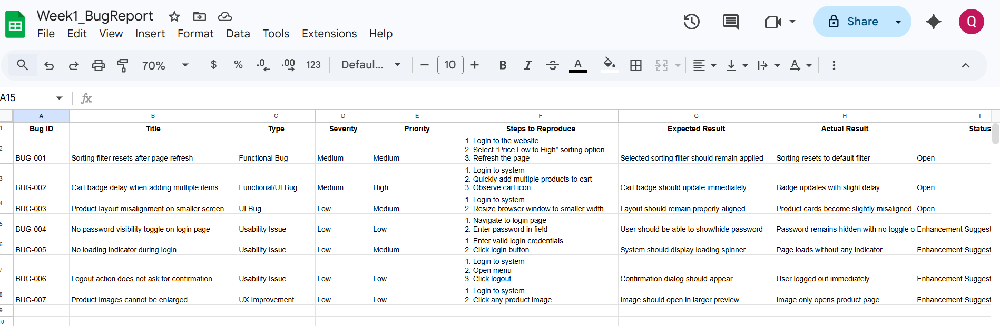 Week1_BugReport
File Edit View Insert Format Data Tools Extensions Help
Share
Q
70% $ % .0 .00 123 Defaul... 10 B I A A
A15 fx
A B C D E F G H I
1 Bug ID Title Type Severity Priority Steps to Reproduce Expected Result Actual Result Status
1. Login to the website
2. Select “Price Low to High” sorting option
2 BUG-001 Sorting filter resets after page refresh Functional Bug Medium Medium 3. Refresh the page Selected sorting filter should remain applied Sorting resets to default filter Open
1. Login to system
2. Quickly add multiple products to cart
3 BUG-002 Cart badge delay when adding multiple items Functional/UI Bug Medium High 3. Observe cart icon Cart badge should update immediately Badge updates with slight delay Open
1. Login to system
4 BUG-003 Product layout misalignment on smaller screen UI Bug Low Medium 2. Resize browser window to smaller width Layout should remain properly aligned Product cards become slightly misaligned Open
1. Navigate to login page
5 BUG-004 No password visibility toggle on login page Usability Issue Low Low 2. Enter password in field User should be able to show/hide password Password remains hidden with no toggle o Enhancement Suggest
1. Enter valid login credentials
6 BUG-005 No loading indicator during login Usability Issue Low Medium 2. Click login button System should display loading spinner Page loads without any indicator Enhancement Suggest
1. Login to system
2. Open menu
7 BUG-006 Logout action does not ask for confirmation Usability Issue Low Low 3. Click logout Confirmation dialog should appear User logged out immediately Enhancement Suggest
1. Login to system
8 BUG-007 Product images cannot be enlarged UX Improvement Low Low 2. Click any product image Image should open in larger preview Image only opens product page Enhancement Suggest
9
0